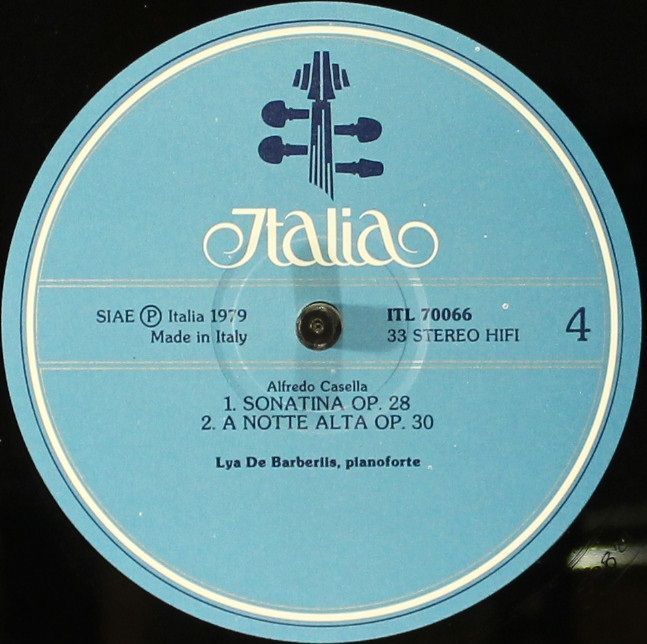 Italia
SIAE Ⓟ Italia 1979
Made in Italy
ITL 70066
33 STEREO HIFI
4
Alfredo Casella
1. SONATINA OP. 28
2. A NOTTE ALTA OP. 30
Lya De Barberiis, pianoforte